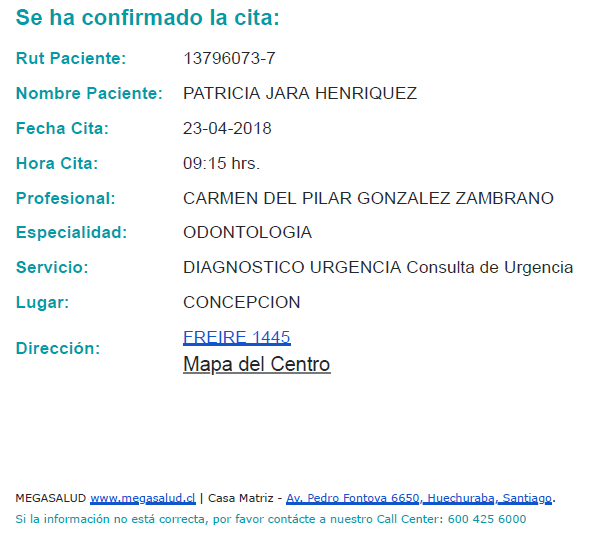 Se ha confirmado la cita:
Rut Paciente: 13796073-7
Nombre Paciente: PATRICIA JARA HENRIQUEZ
Fecha Cita: 23-04-2018
Hora Cita: 09:15 hrs.
Profesional: CARMEN DEL PILAR GONZALEZ ZAMBRANO
Especialidad: ODONTOLOGIA
Servicio: DIAGNOSTICO URGENCIA Consulta de Urgencia
Lugar: CONCEPCION
Dirección: FREIRE 1445
Mapa del Centro
MEGASALUD www.megasalud.cl | Casa Matriz - Av. Pedro Fontova 6650, Huechuraba, Santiago.
Si la información no está correcta, por favor contácte a nuestro Call Center: 600 425 6000